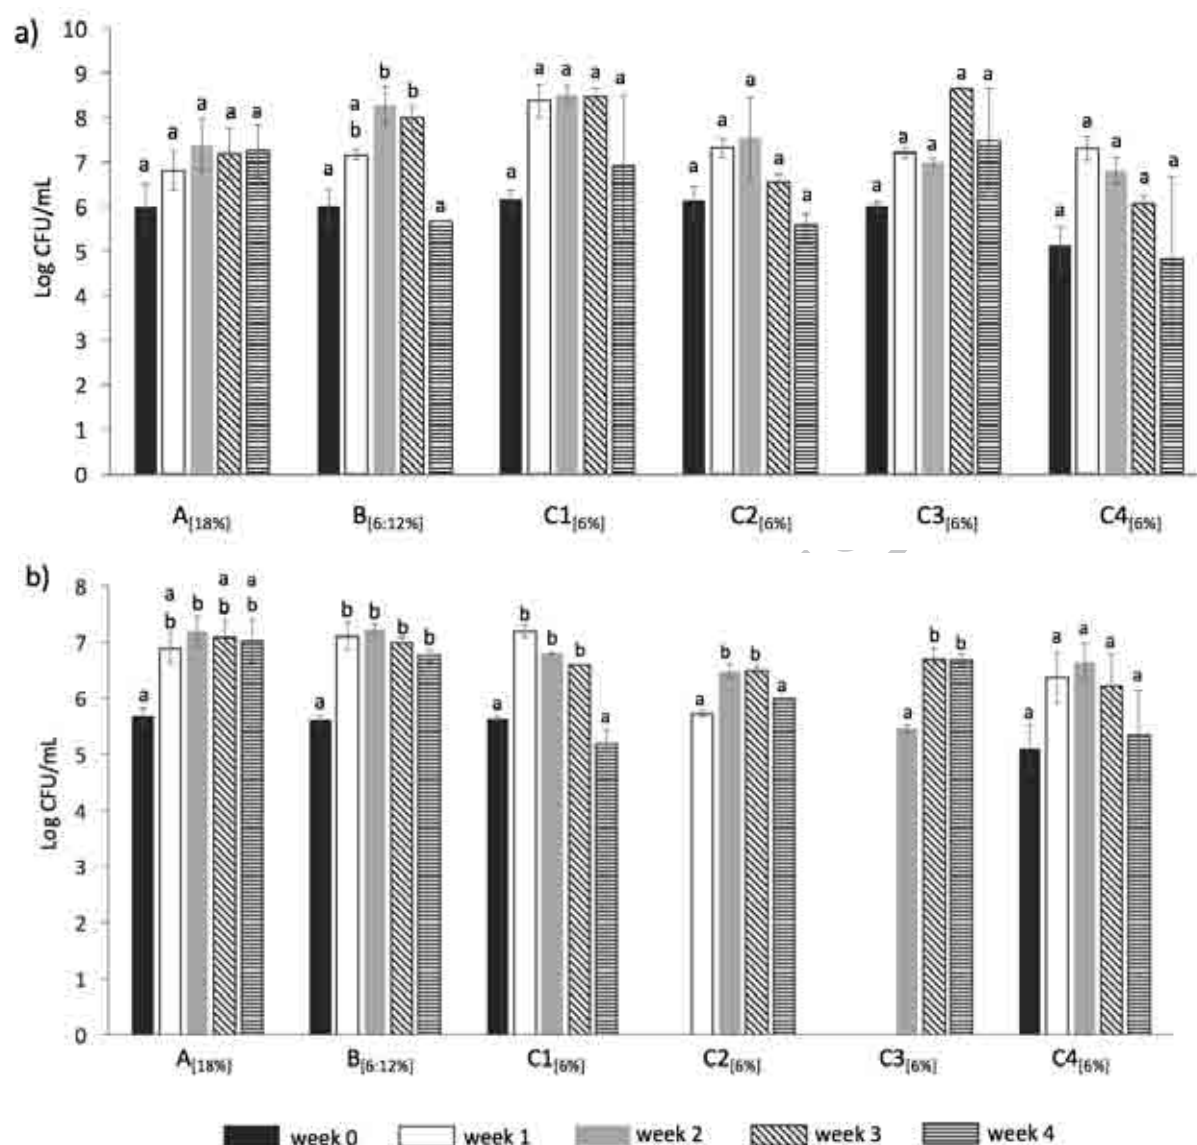 a)
10
9
8
7
6
5
4
3
2
1
0
Log CFU/mL
a a a a a
a a b b b a
a a a a a
a a a a a
a a a a a
a a a a a
A[18%] B[6:12%] C1[6%] C2[6%] C3[6%] C4[6%]
b)
8
7
6
5
4
3
2
1
0
Log CFU/mL
a a b b a b a b
a b b b b
a b b b a
a b b a
a b b
a a a a a
A[18%] B[6:12%] C1[6%] C2[6%] C3[6%] C4[6%]
week 0 week 1 week 2 week 3 week 4